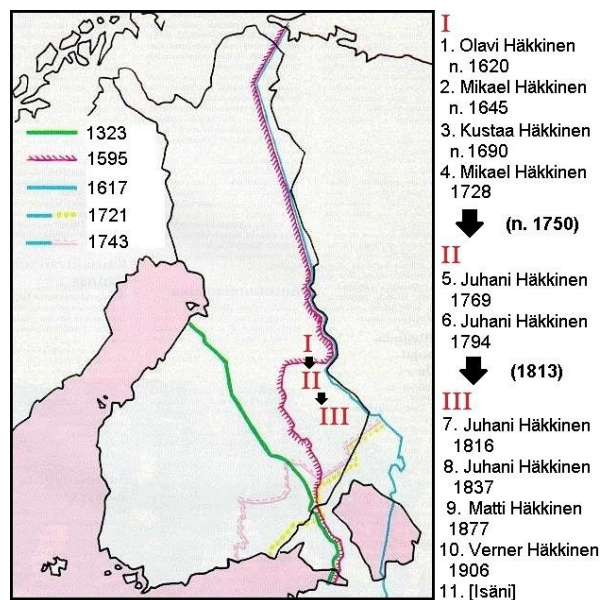 1323
1595
1617
1721
1743
I
II
III
I
1. Olavi Häkkinen
n. 1620
2. Mikael Häkkinen
n. 1645
3. Kustaa Häkkinen
n. 1690
4. Mikael Häkkinen
1728
(n. 1750)
II
5. Juhani Häkkinen
1769
6. Juhani Häkkinen
1794
(1813)
III
7. Juhani Häkkinen
1816
8. Juhani Häkkinen
1837
9. Matti Häkkinen
1877
10. Verner Häkkinen
1906
11. [Isäni]